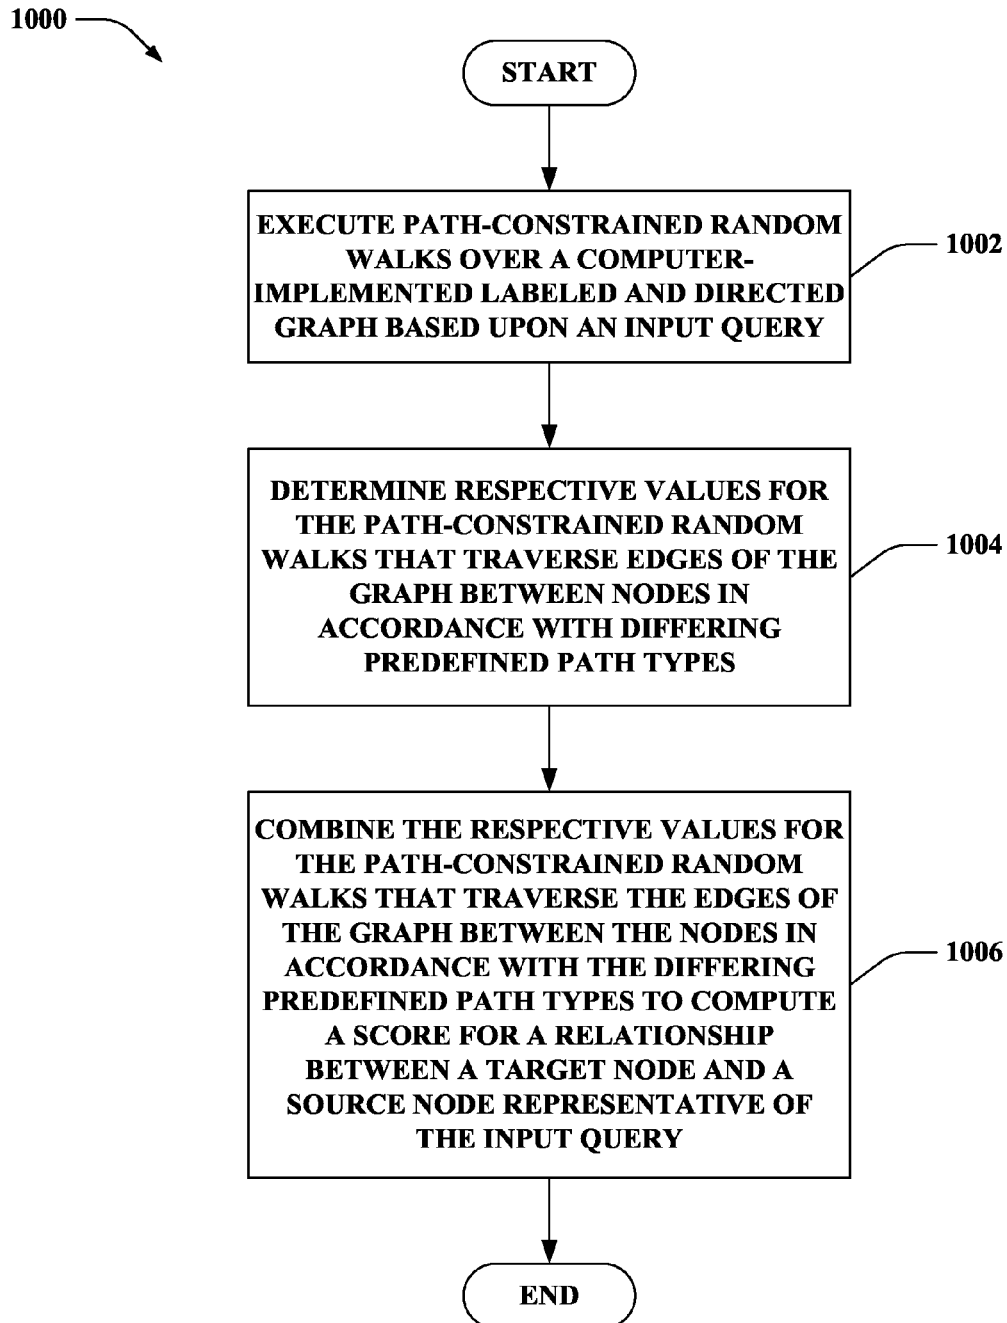 1000
START
EXECUTE PATH-CONSTRAINED RANDOM
WALKS OVER A COMPUTER-
IMPLEMENTED LABELED AND DIRECTED
GRAPH BASED UPON AN INPUT QUERY
1002
DETERMINE RESPECTIVE VALUES FOR
THE PATH-CONSTRAINED RANDOM
WALKS THAT TRAVERSE EDGES OF THE
GRAPH BETWEEN NODES IN
ACCORDANCE WITH DIFFERING
PREDEFINED PATH TYPES
1004
COMBINE THE RESPECTIVE VALUES FOR
THE PATH-CONSTRAINED RANDOM
WALKS THAT TRAVERSE THE EDGES OF
THE GRAPH BETWEEN THE NODES IN
ACCORDANCE WITH THE DIFFERING
PREDEFINED PATH TYPES TO COMPUTE
A SCORE FOR A RELATIONSHIP
BETWEEN A TARGET NODE AND A
SOURCE NODE REPRESENTATIVE OF
THE INPUT QUERY
1006
END